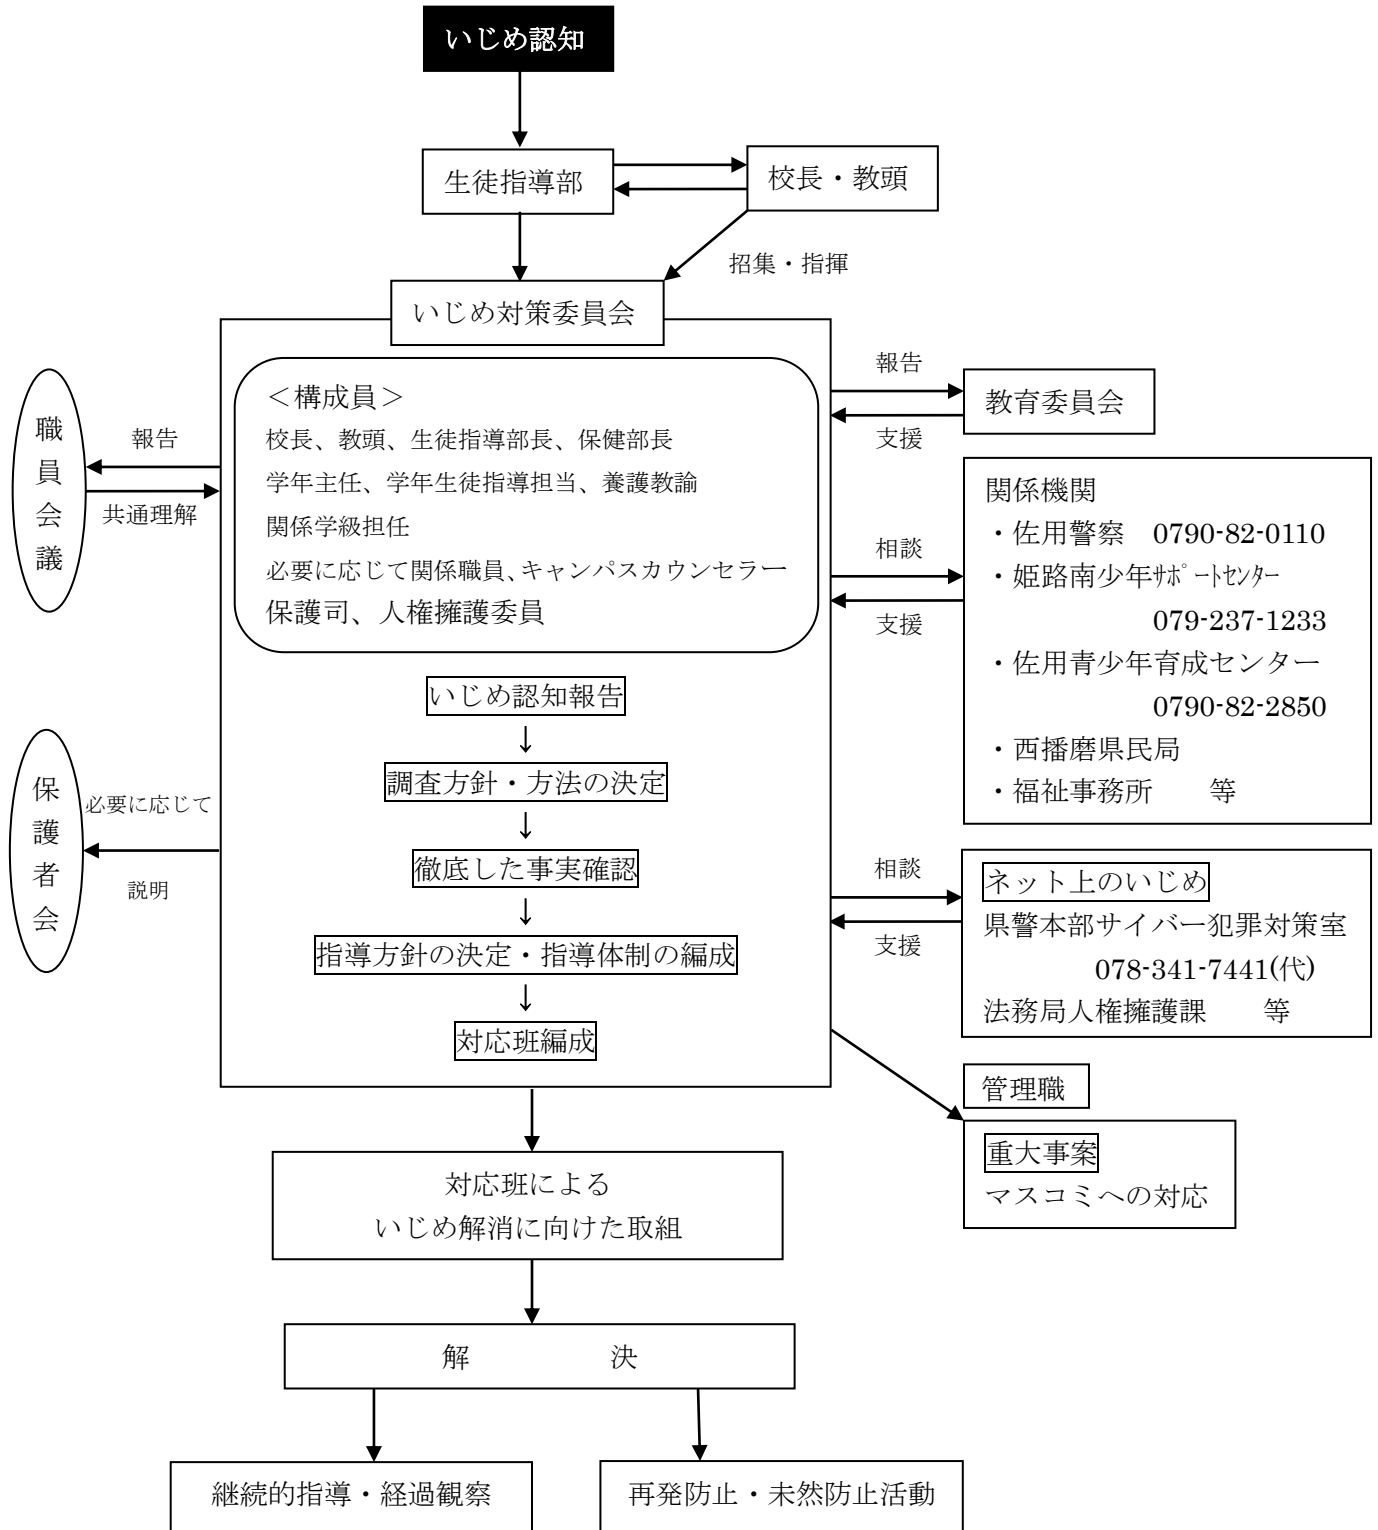 いじめ認知
生徒指導部
校長・教頭
招集・指揮
いじめ対策委員会
＜構成員＞
校長、教頭、生徒指導部長、保健部長
学年主任、学年生徒指導担当、養護教諭
関係学級担任
必要に応じて関係職員、キャンパスカウンセラー
保護司、人権擁護委員
職員会議
報告
共通理解
報告
支援
教育委員会
相談
支援
関係機関
・佐用警察　0790-82-0110
・姫路南少年ｻﾎﾟｰﾄｾﾝﾀｰ
079-237-1233
・佐用青少年育成センター
0790-82-2850
・西播磨県民局
・福祉事務所　　等
いじめ認知報告
↓
調査方針・方法の決定
↓
徹底した事実確認
↓
指導方針の決定・指導体制の編成
↓
対応班編成
保護者会
必要に応じて
説明
相談
支援
ネット上のいじめ
県警本部サイバー犯罪対策室
078-341-7441(代)
法務局人権擁護課　　等
管理職
重大事案
マスコミへの対応
対応班による
いじめ解消に向けた取組
解　　　　　決
継続的指導・経過観察
再発防止・未然防止活動